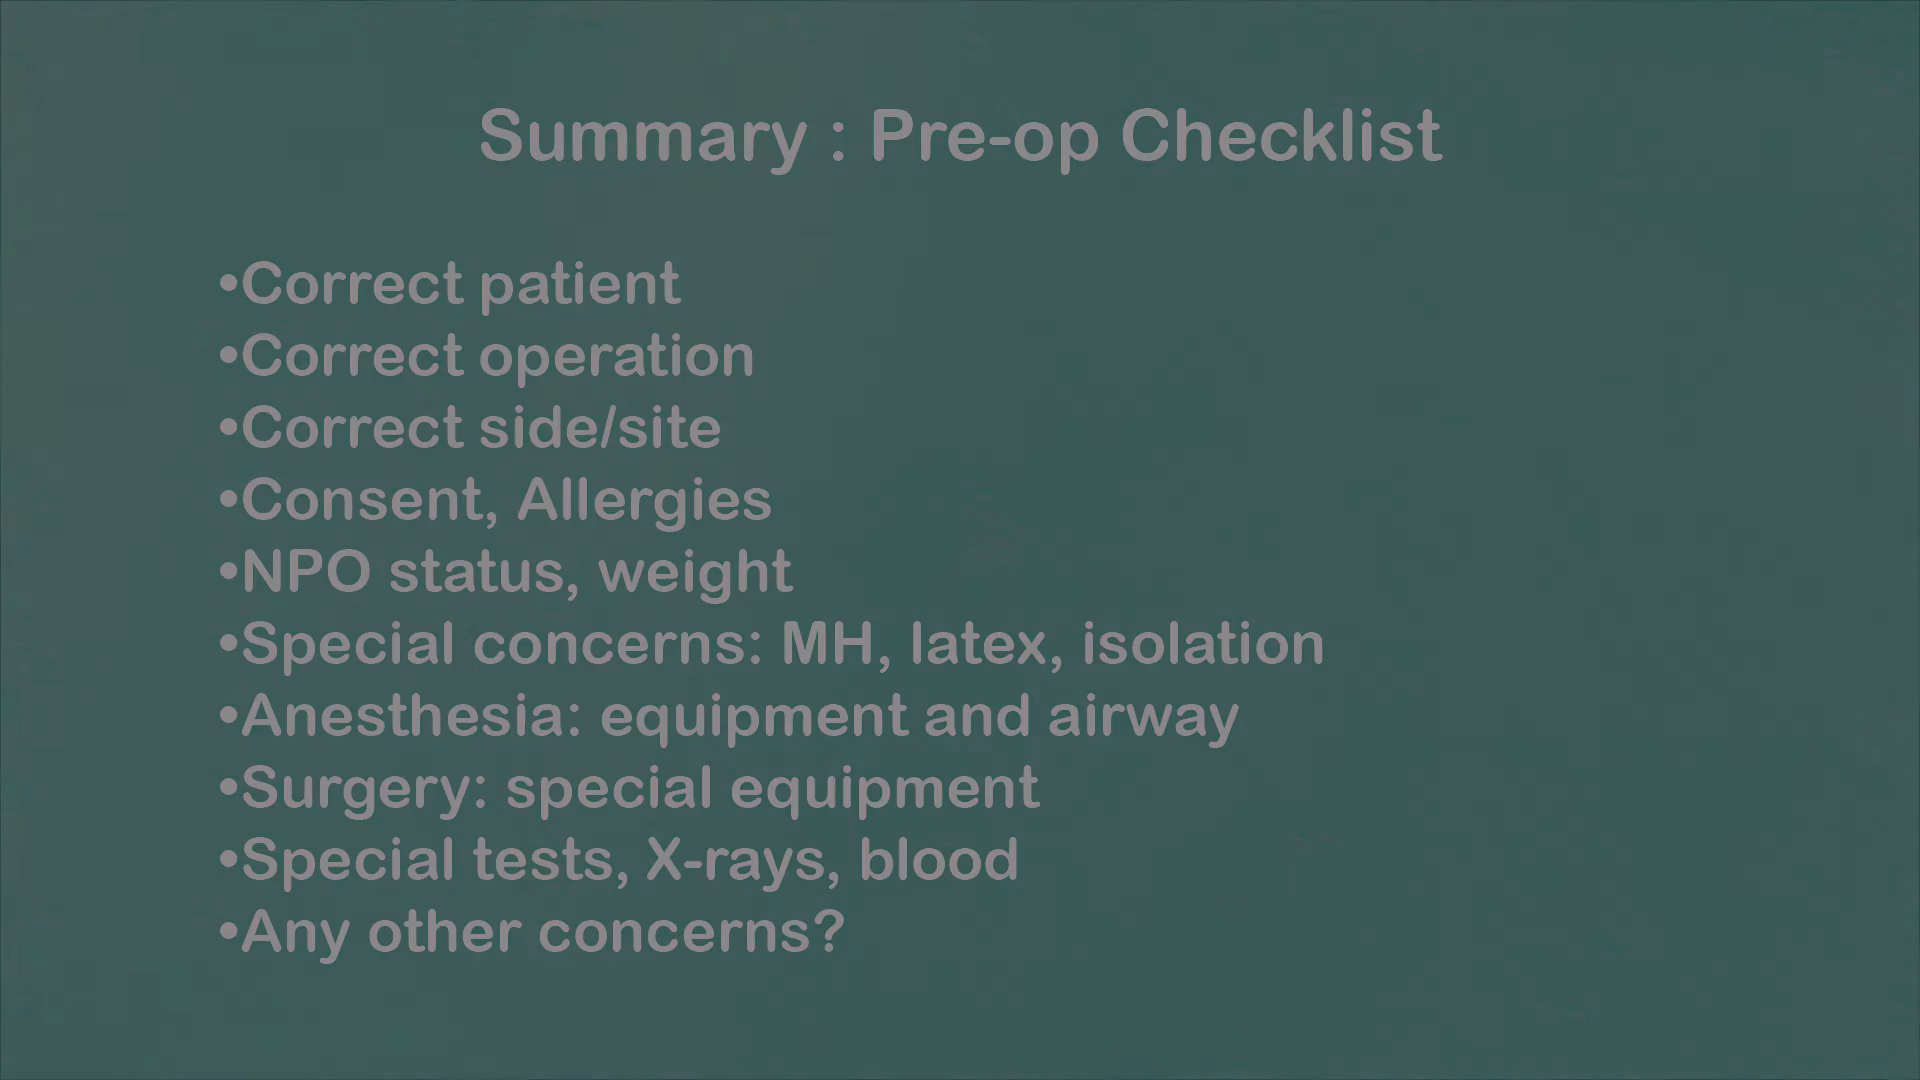 Summary : Pre-op Checklist
•Correct patient
•Correct operation
•Correct side/site
•Consent, Allergies
•NPO status, weight
•Special concerns: MH, latex, isolation
•Anesthesia: equipment and airway
•Surgery: special equipment
•Special tests, X-rays, blood
•Any other concerns?